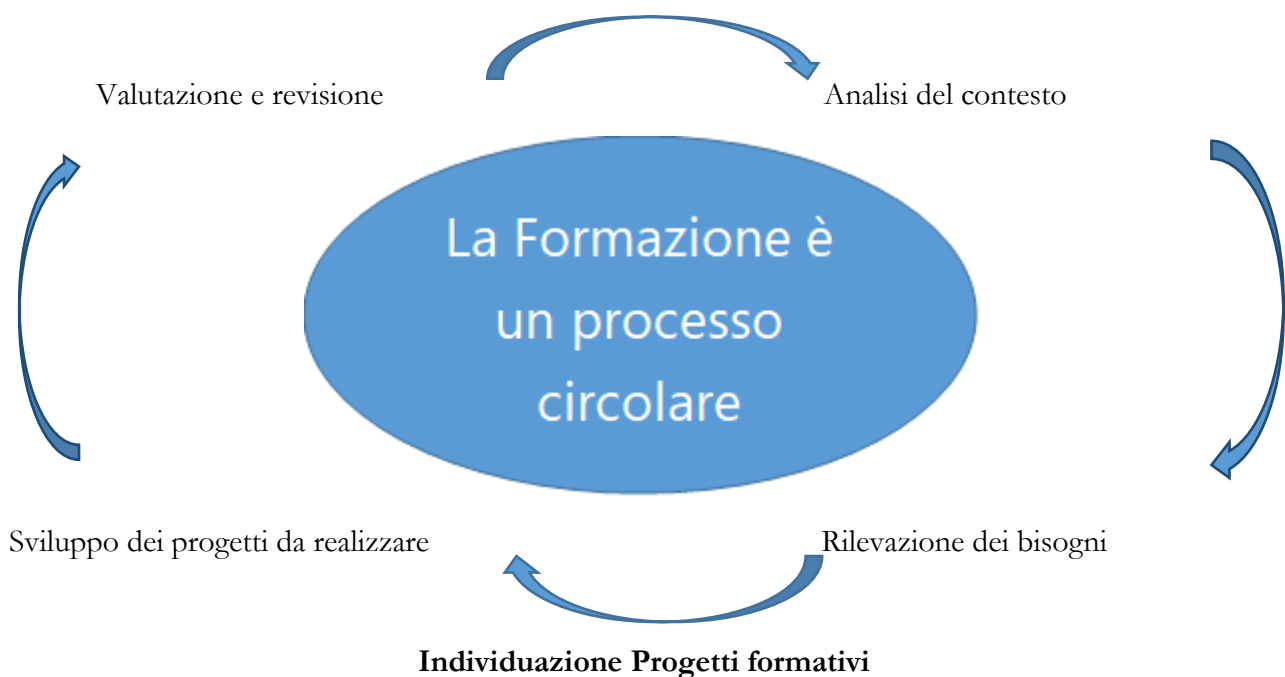 Valutazione e revisione
Analisi del contesto
La Formazione è
un processo
circolare
Sviluppo dei progetti da realizzare
Rilevazione dei bisogni
Individuazione Progetti formativi